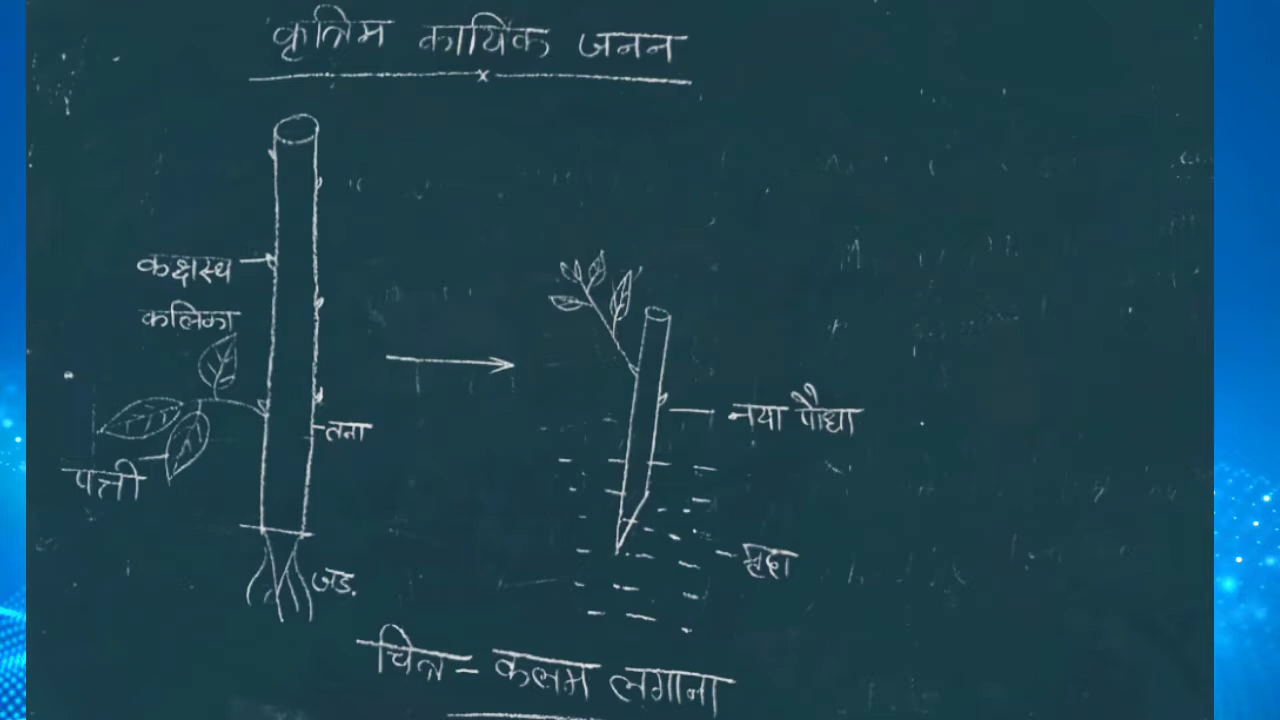 कृत्रिम कायिक जनन
कक्षस्थ
कलिका
तना
पत्ती
जड.
नया पौधा
मृदा
चित्र - कलम लगाना